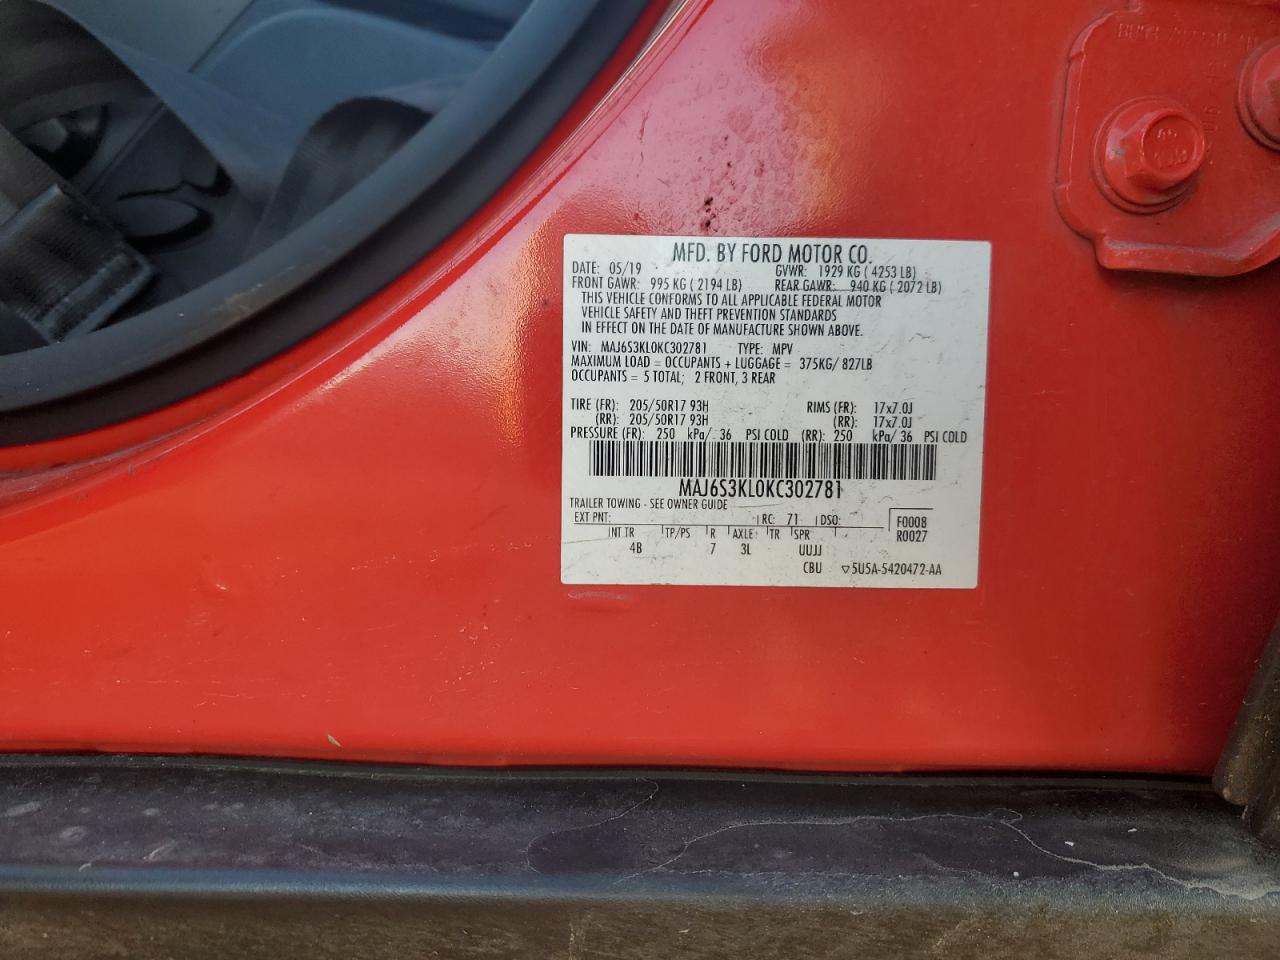 MFD. BY FORD MOTOR CO.
DATE: 05/19 GVWR: 1929 KG ( 4253 LB)
FRONT GAWR: 995 KG ( 2194 LB) REAR GAWR: 940 KG ( 2072 LB)
THIS VEHICLE CONFORMS TO ALL APPLICABLE FEDERAL MOTOR
VEHICLE SAFETY AND THEFT PREVENTION STANDARDS
IN EFFECT ON THE DATE OF MANUFACTURE SHOWN ABOVE.
VIN: MAJ6S3KL0KC302781 TYPE: MPV
MAXIMUM LOAD = OCCUPANTS + LUGGAGE = 375KG/ 827LB
OCCUPANTS = 5 TOTAL; 2 FRONT, 3 REAR
TIRE (FR): 205/50R17 93H RIMS (FR): 17x7.0J
(RR): 205/50R17 93H (RR): 17x7.0J
PRESSURE (FR): 250 kPa/ 36 PSI COLD (RR): 250 kPa/ 36 PSI COLD
MAJ6S3KL0KC302781
TRAILER TOWING - SEE OWNER GUIDE
EXT PNT: RC: 71 DSO: F0008
INT TR TP/PS R AXLE TR SPR R0027
4B 7 3L UUJJ
CBU ▽5U5A-5420472-AA